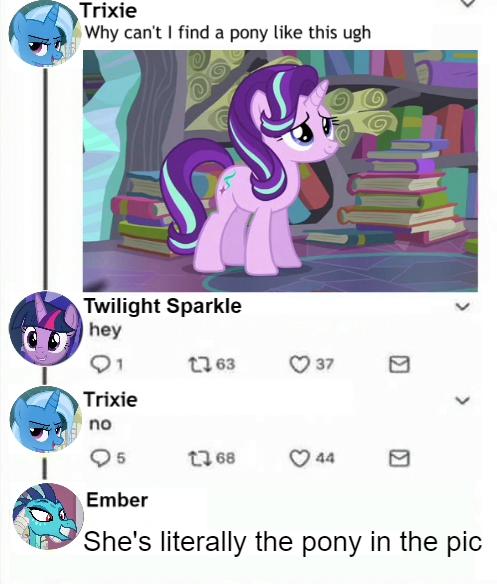 Trixie
Why can't I find a pony like this ugh
Twilight Sparkle
hey
1 63 37
Trixie
no
5 68 44
Ember
She's literally the pony in the pic